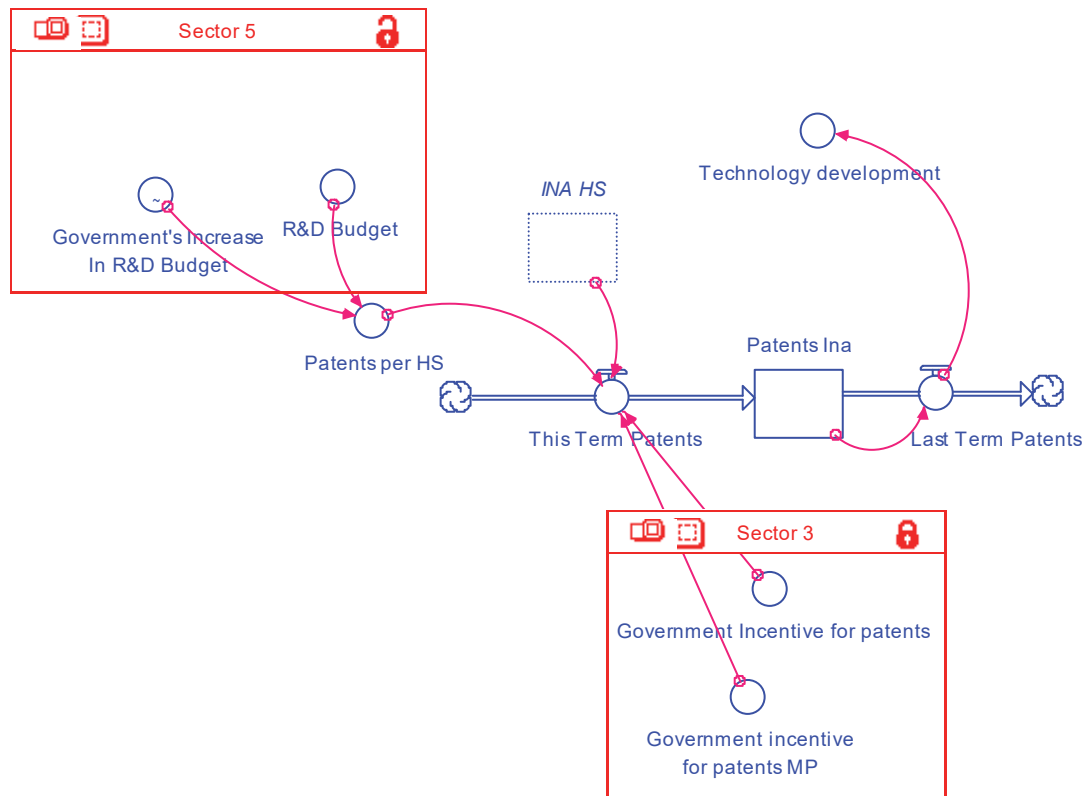 Sector 5
Technology development
INA HS
~
Government's Increase
In R&D Budget
R&D Budget
Patents per HS
Patents Ina
This Term Patents
Last Term Patents
Sector 3
Government Incentive for patents
Government incentive
for patents MP